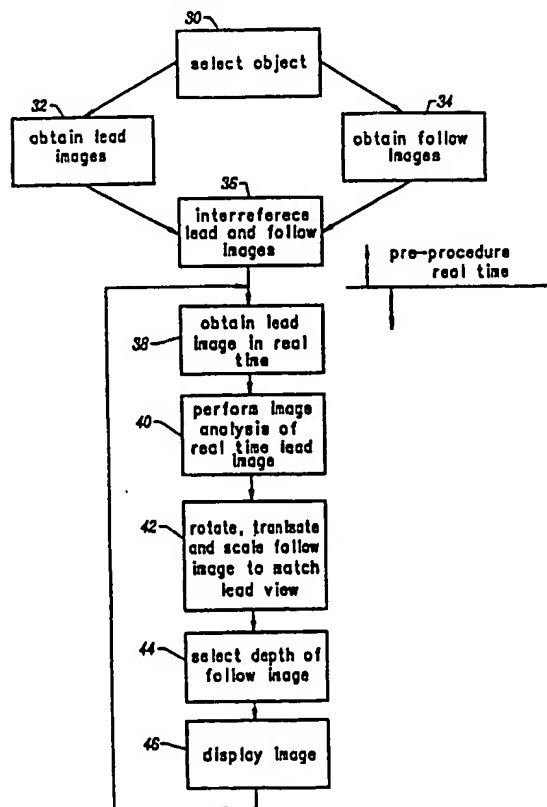 30
select object
32
obtain lead
images
34
obtain follow
images
36
interreferece
lead and follow
images
pre-procedure
real time
38
obtain lead
image in real
time
40
perform image
analysis of
real time lead
image
42
rotate, translate
and scale follow
image to match
lead view
44
select depth of
follow image
46
display image